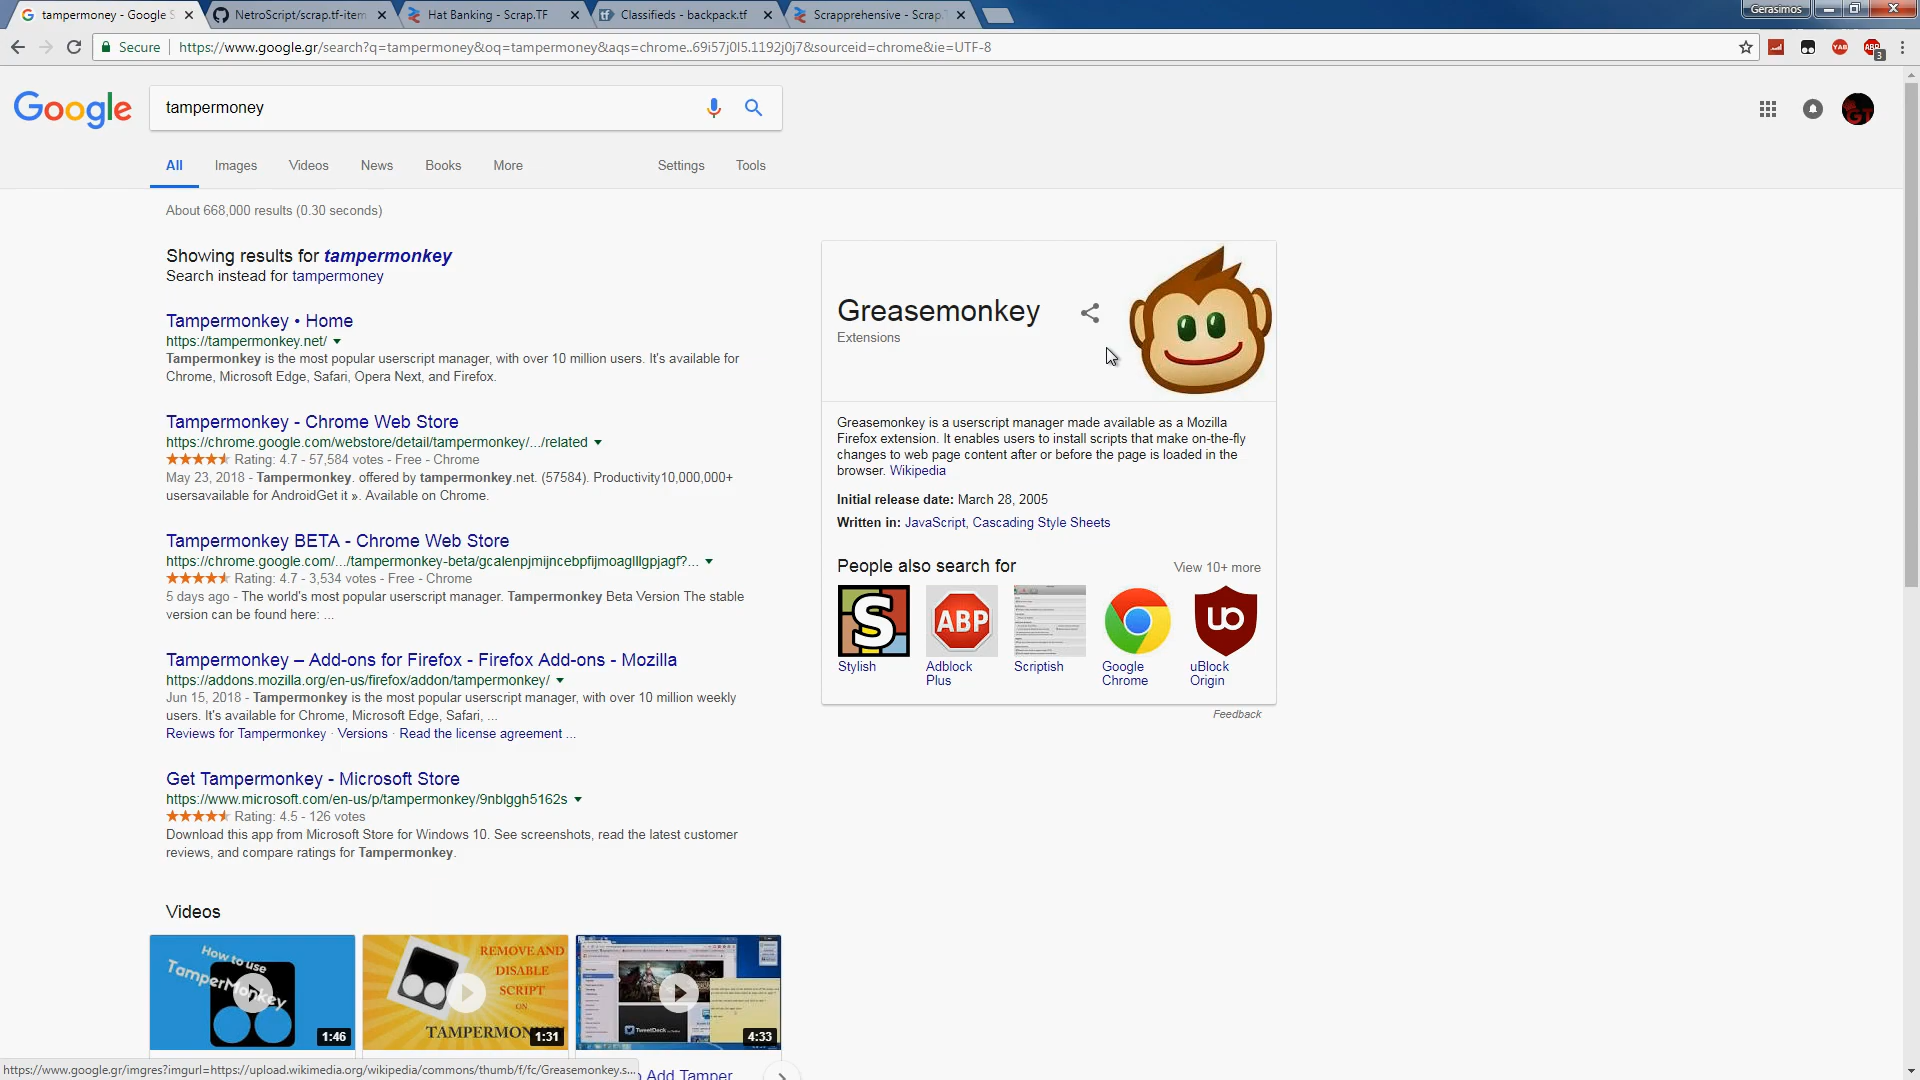 tampermoney - Google S
NetroScript/scrap.tf-item
Hat Banking - Scrap.TF
Classifieds - backpack.tf
Scrapprehensive - Scrap.
Gerasimos
Secure
https://www.google.gr/search?q=tampermoney&oq=tampermoney&aqs=chrome..69i57j0l5.1192j0j7&sourceid=chrome&ie=UTF-8
YAB
ABP
3
Google
tampermoney
GT
All
Images
Videos
News
Books
More
Settings
Tools
About 668,000 results (0.30 seconds)
Showing results for tampermonkey
Search instead for tampermoney
Tampermonkey • Home
https://tampermonkey.net/
Tampermonkey is the most popular userscript manager, with over 10 million users. It's available for
Chrome, Microsoft Edge, Safari, Opera Next, and Firefox.
Tampermonkey - Chrome Web Store
https://chrome.google.com/webstore/detail/tampermonkey/.../related
Rating: 4.7 - 57,584 votes - Free - Chrome
May 23, 2018 - Tampermonkey. offered by tampermonkey.net. (57584). Productivity10,000,000+
usersavailable for AndroidGet it ». Available on Chrome.
Tampermonkey BETA - Chrome Web Store
https://chrome.google.com/.../tampermonkey-beta/gcalenpjmijncebpfijmoaglllgpjagf?...
Rating: 4.7 - 3,534 votes - Free - Chrome
5 days ago - The world's most popular userscript manager. Tampermonkey Beta Version The stable
version can be found here: ...
Tampermonkey – Add-ons for Firefox - Firefox Add-ons - Mozilla
https://addons.mozilla.org/en-us/firefox/addon/tampermonkey/
Jun 15, 2018 - Tampermonkey is the most popular userscript manager, with over 10 million weekly
users. It's available for Chrome, Microsoft Edge, Safari, ...
Reviews for Tampermonkey · Versions · Read the license agreement ...
Get Tampermonkey - Microsoft Store
https://www.microsoft.com/en-us/p/tampermonkey/9nblggh5162s
Rating: 4.5 - 126 votes
Download this app from Microsoft Store for Windows 10. See screenshots, read the latest customer
reviews, and compare ratings for Tampermonkey.
Videos
How to use
TamperMonkey
1:46
REMOVE AND
DISABLE
SCRIPT
ON
TAMPERMON
1:31
TweetDeck
4:33
Add Tamper
https://www.google.gr/imgres?imgurl=https://upload.wikimedia.org/wikipedia/commons/thumb/f/fc/Greasemonkey.s...
Greasemonkey
Extensions
Greasemonkey is a userscript manager made available as a Mozilla
Firefox extension. It enables users to install scripts that make on-the-fly
changes to web page content after or before the page is loaded in the
browser. Wikipedia
Initial release date: March 28, 2005
Written in: JavaScript, Cascading Style Sheets
People also search for
View 10+ more
S
ABP
uo
Stylish
Adblock
Plus
Scriptish
Google
Chrome
uBlock
Origin
Feedback